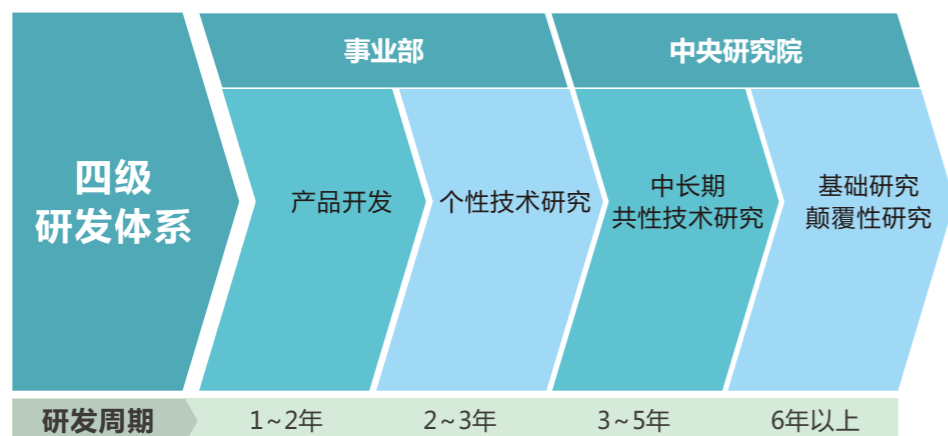 事业部
中央研究院
四级
研发体系
产品开发
个性技术研究
中长期
共性技术研究
基础研究
颠覆性研究
研发周期
1~2年
2~3年
3~5年
6年以上